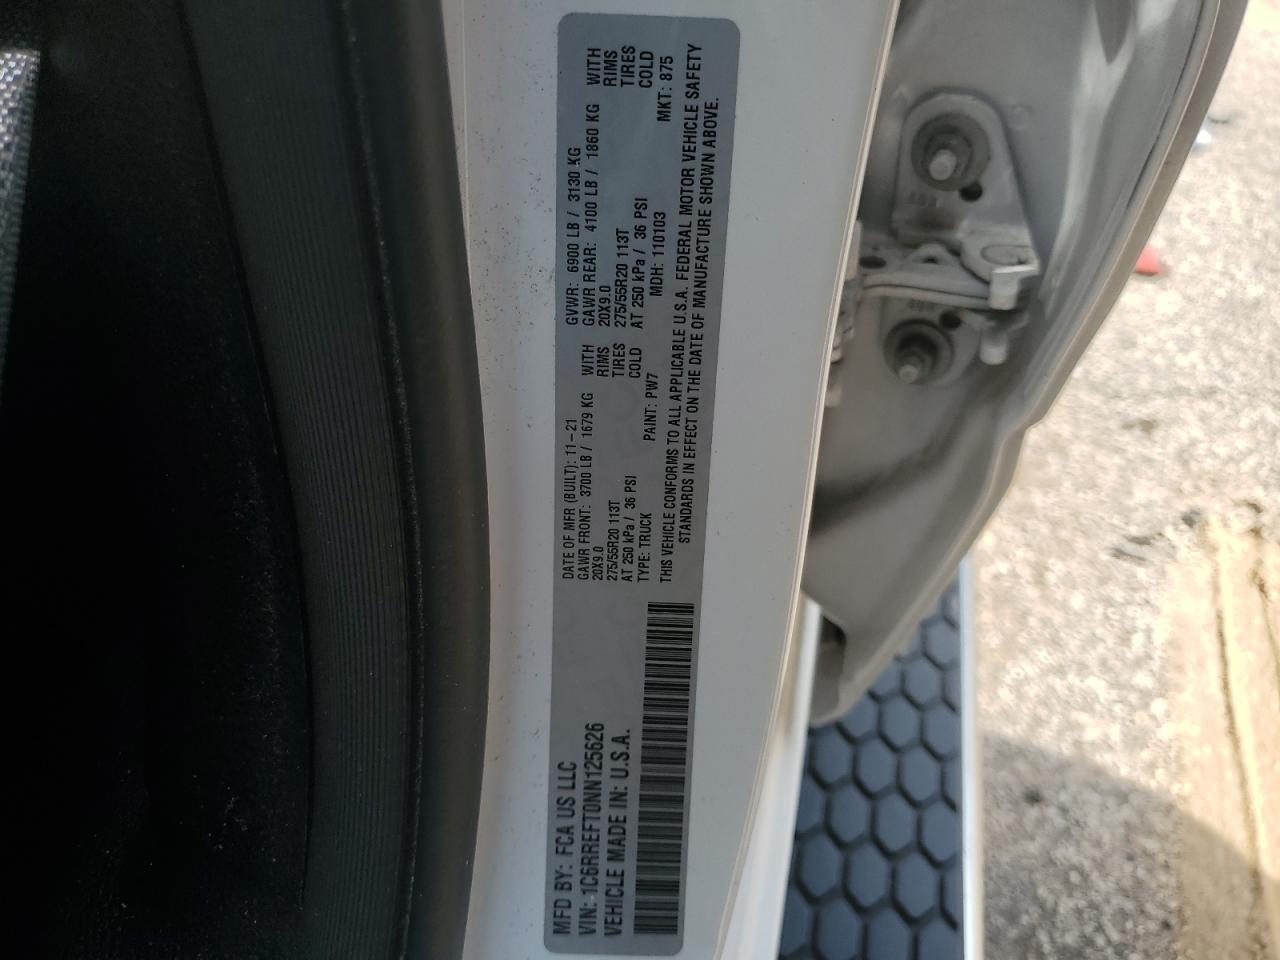 MFD BY: FCA US LLC
VIN: 1C6RREFT0NN125626
VEHICLE MADE IN: U.S.A.
DATE OF MFR (BUILT): 11-21 GVWR: 6900 LB / 3130 KG
GAWR FRONT: 3700 LB / 1679 KG WITH GAWR REAR: 4100 LB / 1860 KG WITH
20X9.0 RIMS 20X9.0 RIMS
275/55R20 113T TIRES 275/55R20 113T TIRES
AT 250 kPa / 36 PSI COLD AT 250 kPa / 36 PSI COLD
TYPE: TRUCK PAINT: PW7 MDH: 110103 MKT: 875
THIS VEHICLE CONFORMS TO ALL APPLICABLE U.S.A. FEDERAL MOTOR VEHICLE SAFETY
STANDARDS IN EFFECT ON THE DATE OF MANUFACTURE SHOWN ABOVE.